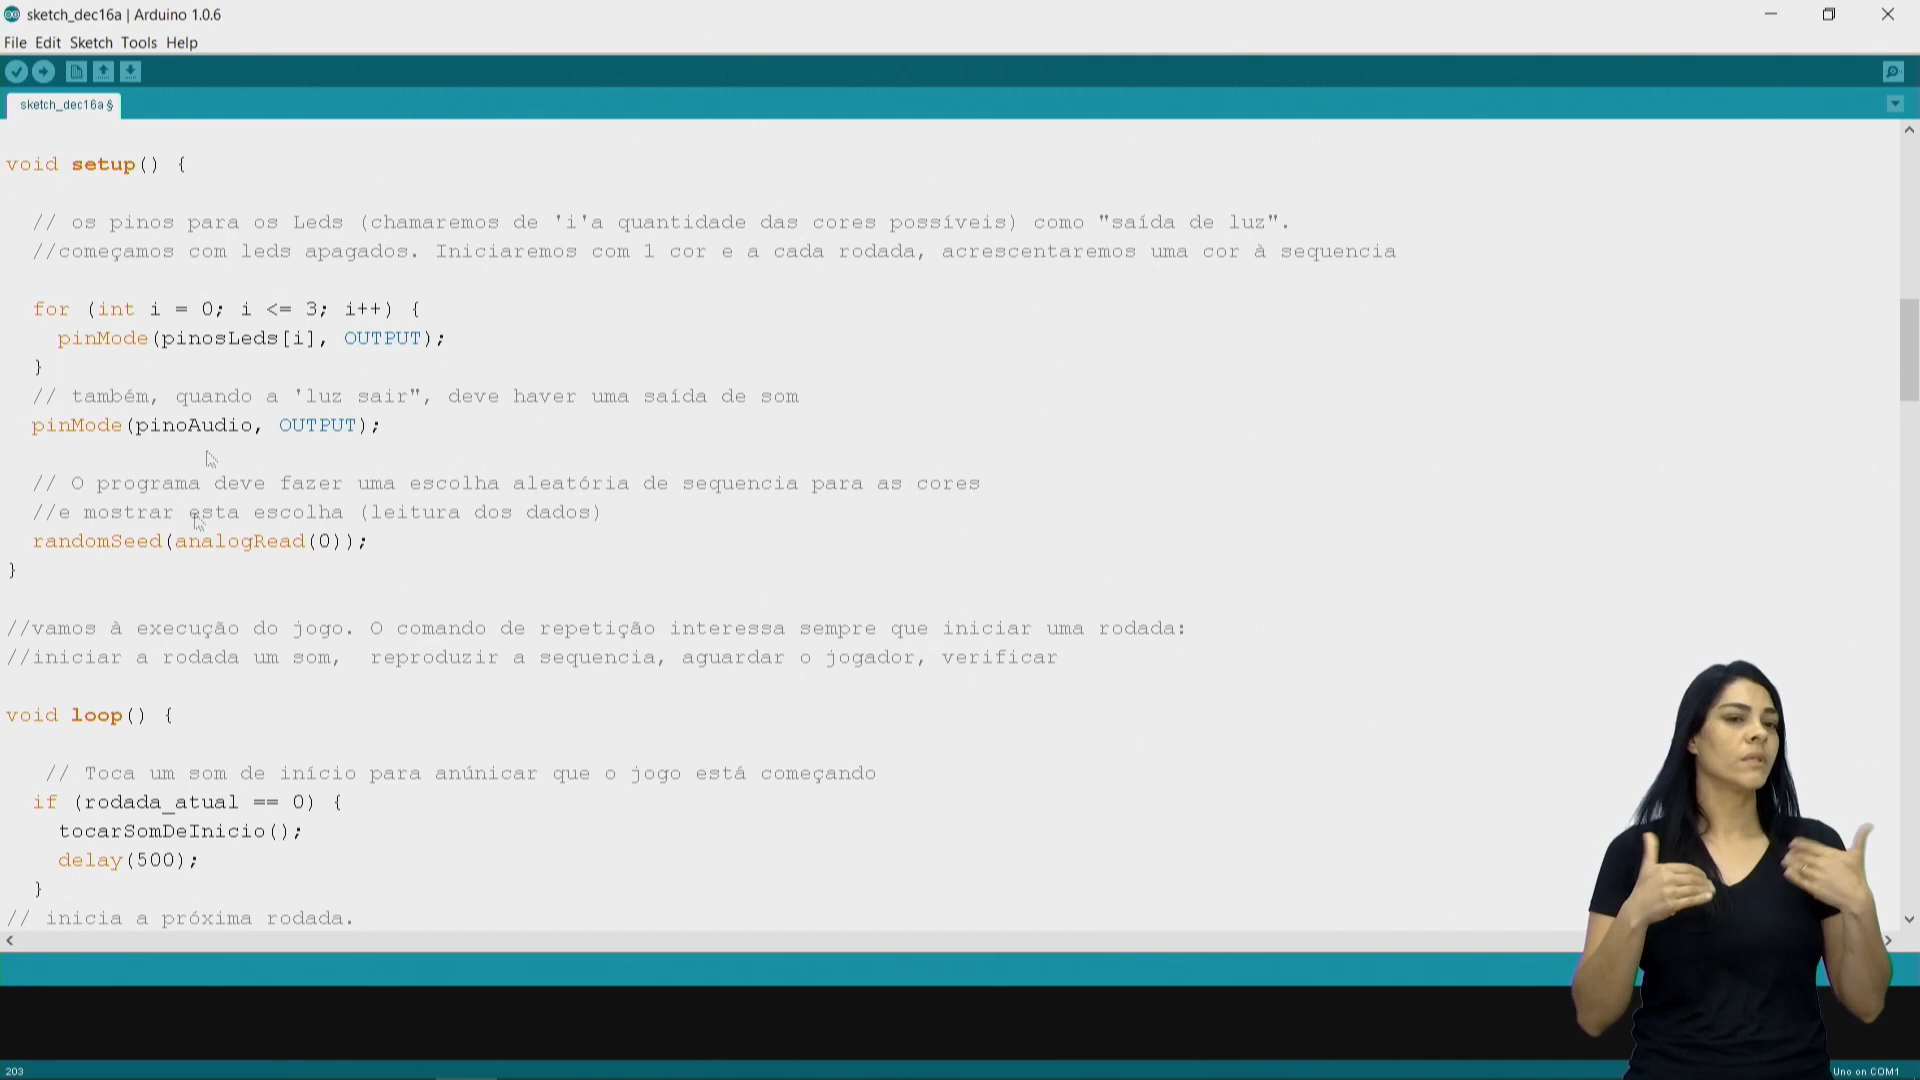 sketch_dec16a | Arduino 1.0.6
File Edit Sketch Tools Help
sketch_dec16a §
void setup() {
// os pinos para os Leds (chamaremos de 'i'a quantidade das cores possíveis) como "saída de luz".
//começamos com leds apagados. Iniciaremos com 1 cor e a cada rodada, acrescentaremos uma cor à sequencia
for (int i = 0; i <= 3; i++) {
pinMode(pinosLeds[i], OUTPUT);
}
// também, quando a 'luz sair", deve haver uma saída de som
pinMode(pinoAudio, OUTPUT);
// O programa deve fazer uma escolha aleatória de sequencia para as cores
//e mostrar esta escolha (leitura dos dados)
randomSeed(analogRead(0));
}
//vamos à execução do jogo. O comando de repetição interessa sempre que iniciar uma rodada:
//iniciar a rodada um som, reproduzir a sequencia, aguardar o jogador, verificar
void loop() {
// Toca um som de início para anúnicar que o jogo está começando
if (rodada_atual == 0) {
tocarSomDeInicio();
delay(500);
}
// inicia a próxima rodada.
203
Uno on COM1